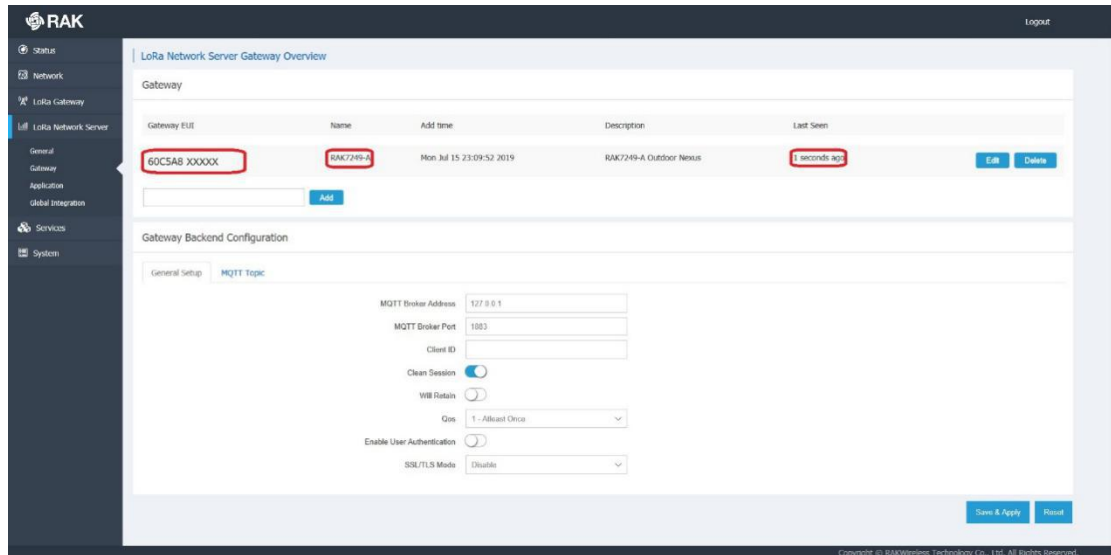 RAK
Logout
Status
Network
LoRa Gateway
LoRa Network Server
General
Gateway
Application
Global Integration
Services
System
LoRa Network Server Gateway Overview
Gateway
Gateway EUI Name Add time Description Last Seen
60C5A8 XXXXX RAK7249-A Mon Jul 15 23:09:52 2019 RAK7249-A Outdoor Nexus 1 seconds ago Edit Delete
Add
Gateway Backend Configuration
General Setup MQTT Topic
MQTT Broker Address 127.0.0.1
MQTT Broker Port 1883
Client ID
Clean Session
Will Retain
Qos 1 - Atleast Once
Enable User Authentication
SSL/TLS Mode Disable
Save & Apply Reset
Copyright © RAKWireless Technology Co., Ltd. All Rights Reserved.